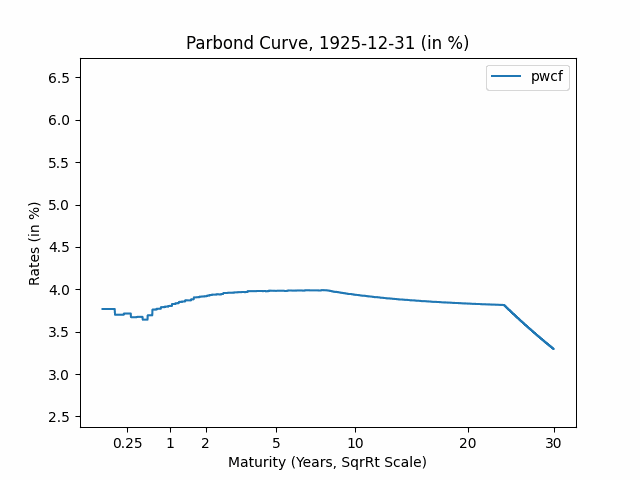 Parbond Curve, 1925-12-31 (in %)
pwcf
6.5
6.0
5.5
5.0
4.5
4.0
3.5
3.0
2.5
Rates (in %)
0.25 1 2 5 10 20 30
Maturity (Years, SqrRt Scale)